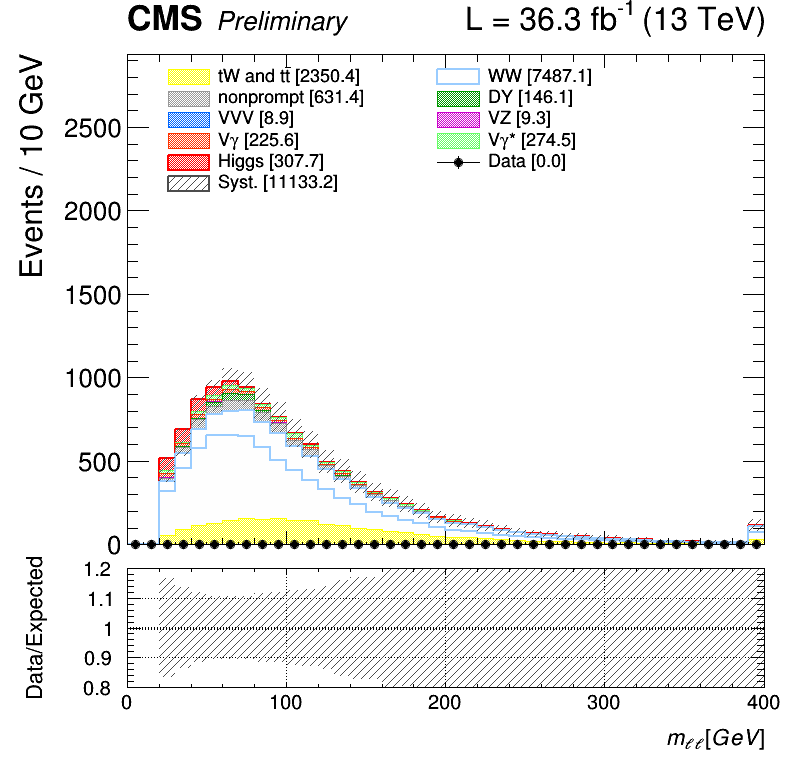 CMS Preliminary L = 36.3 fb⁻¹ (13 TeV)
Events / 10 GeV
tW and tt̄ [2350.4] WW [7487.1]
nonprompt [631.4] DY [146.1]
VVV [8.9] VZ [9.3]
Vγ [225.6] Vγ* [274.5]
Higgs [307.7] Data [0.0]
Syst. [11133.2]
2500
2000
1500
1000
500
0
Data/Expected
1.2
1.1
1
0.9
0.8
0 100 200 300 400
mℓℓ[GeV]